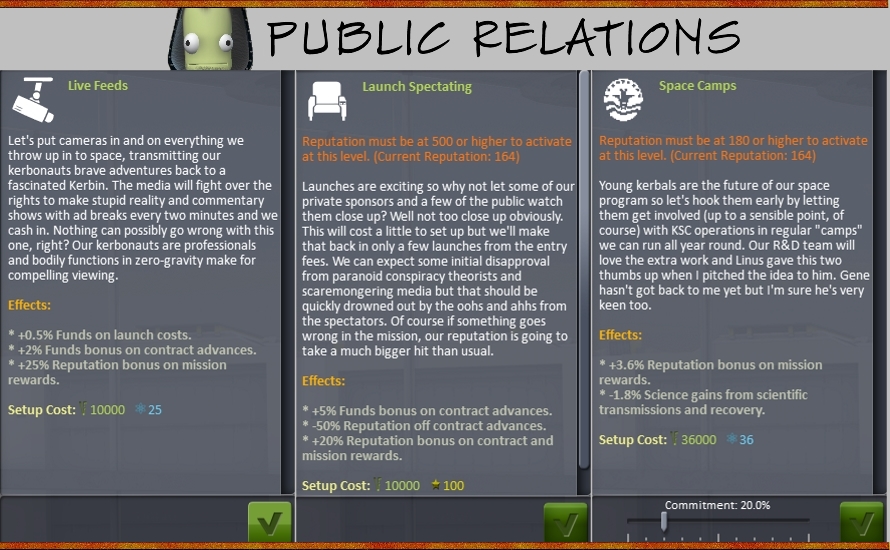 PUBLIC RELATIONS
Live Feeds
Let's put cameras in and on everything we
throw up in to space, transmitting our
kerbonauts brave adventures back to a
fascinated Kerbin. The media will fight over the
rights to make stupid reality and commentary
shows with ad breaks every two minutes and we
cash in. Nothing can possibly go wrong with this
one, right? Our kerbonauts are professionals
and bodily functions in zero-gravity make for
compelling viewing.
Effects:
* +0.5% Funds on launch costs.
* +2% Funds bonus on contract advances.
* +25% Reputation bonus on mission
rewards.
Setup Cost: 10000 25
Launch Spectating
Reputation must be at 500 or higher to activate
at this level. (Current Reputation: 164)
Launches are exciting so why not let some of our
private sponsors and a few of the public watch
them close up? Well not too close up obviously.
This will cost a little to set up but we'll make
that back in only a few launches from the entry
fees. We can expect some initial disapproval
from paranoid conspiracy theorists and
scaremongering media but that should be
quickly drowned out by the oohs and ahhs from
the spectators. Of course if something goes
wrong in the mission, our reputation is going to
take a much bigger hit than usual.
Effects:
* +5% Funds bonus on contract advances.
* -50% Reputation off contract advances.
* +20% Reputation bonus on contract and
mission rewards.
Setup Cost: 10000 100
Space Camps
Reputation must be at 180 or higher to activate
at this level. (Current Reputation: 164)
Young kerbals are the future of our space
program so let's hook them early by letting
them get involved (up to a sensible point, of
course) with KSC operations in regular "camps"
we can run all year round. Our R&D team will
love the extra work and Linus gave this two
thumbs up when I pitched the idea to him. Gene
hasn't got back to me yet but I'm sure he's very
keen too.
Effects:
* +3.6% Reputation bonus on mission
rewards.
* -1.8% Science gains from scientific
transmissions and recovery.
Setup Cost: 36000 36
Commitment: 20.0%